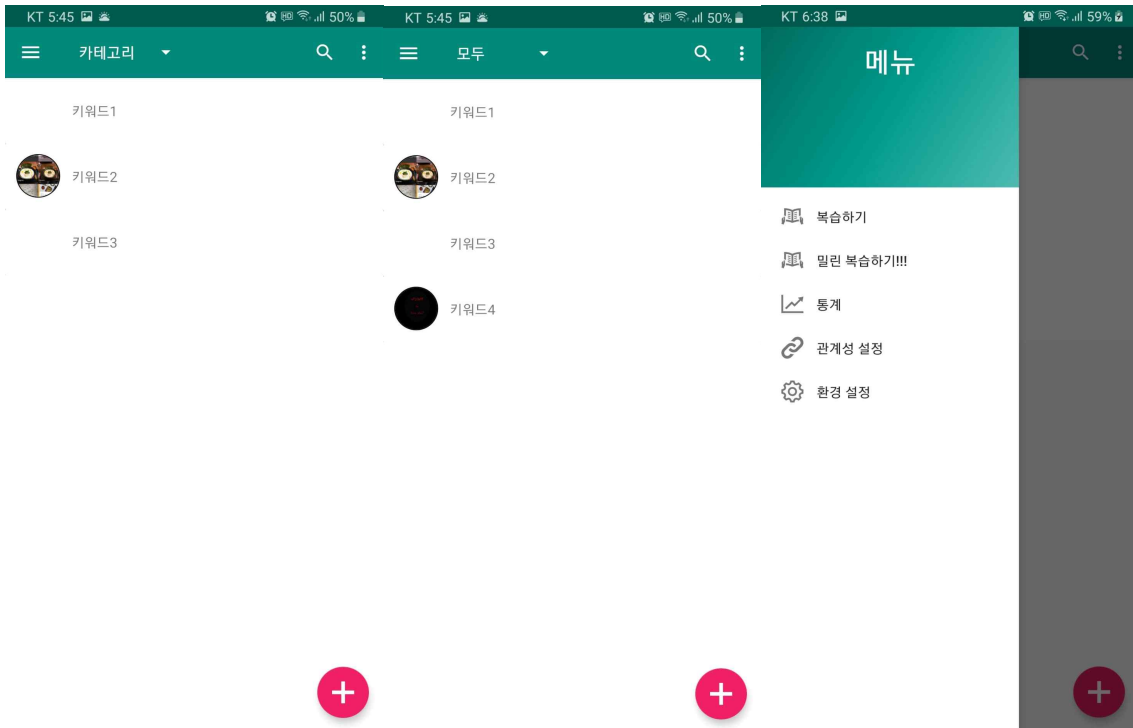 KT 5:45 50%
카테고리
키워드1
키워드2
키워드3
KT 5:45 50%
모두
키워드1
키워드2
키워드3
키워드4
KT 6:38 59%
메뉴
복습하기
밀린 복습하기!!!
통계
관계성 설정
환경 설정